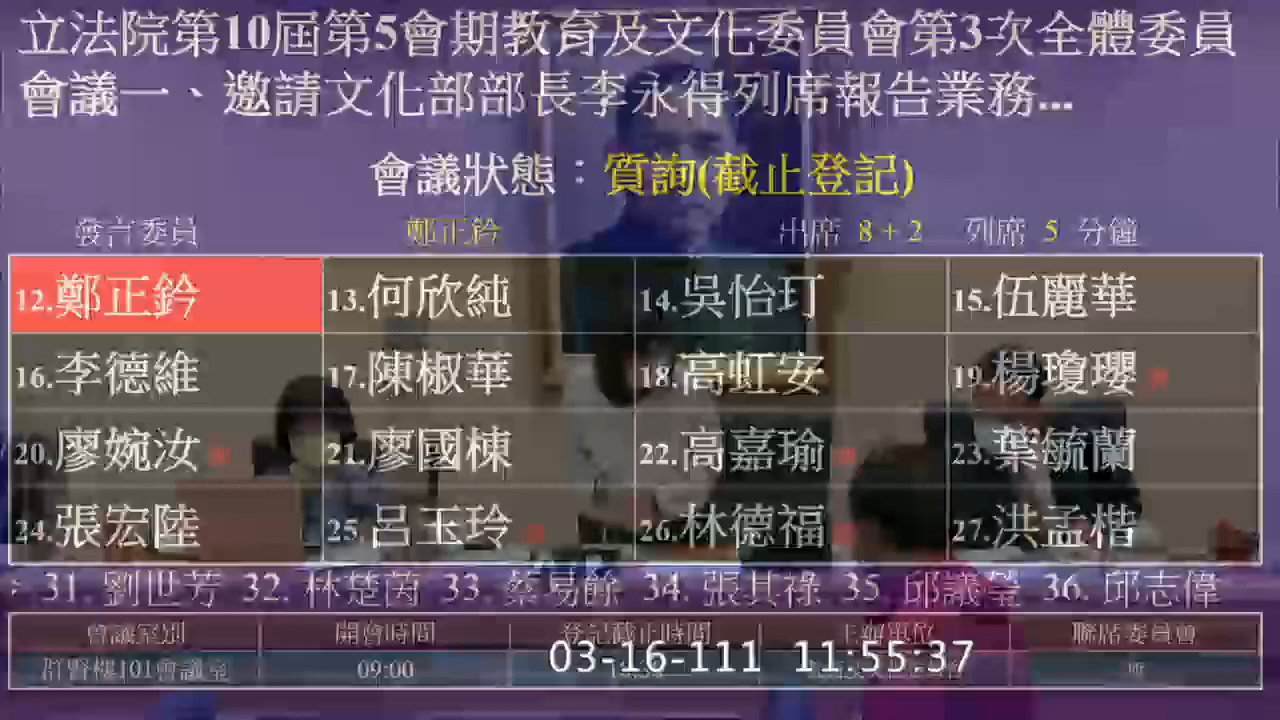 立法院第10屆第5會期教育及文化委員會第3次全體委員
會議一、邀請文化部部長李永得列席報告業務...
會議狀態：質詢(截止登記)
發言委員 鄭正鈐 出席 8 + 2 列席 5 分鐘
12.鄭正鈐 13.何欣純 14.吳怡玎 15.伍麗華
16.李德維 17.陳椒華 18.高虹安 19.楊瓊瓔
20.廖婉汝 21.廖國棟 22.高嘉瑜 23.葉毓蘭
24.張宏陸 25.呂玉玲 26.林德福 27.洪孟楷
31. 劉世芳 32. 林楚茵 33. 蔡易餘 34. 張其祿 35 邱議瑩 36. 邱志偉
會議室別 開會時間 登記截止時間 主辦單位 聯席委員會
群賢樓101會議室 09:00
03-16-111 11:55:37